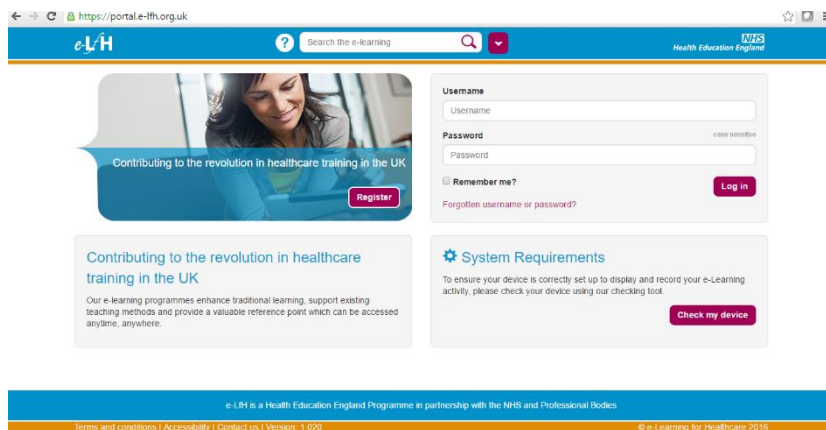 https://portal.e-lfh.org.uk
e-LfH
?
Search the e-learning
NHS
Health Education England
Contributing to the revolution in healthcare training in the UK
Register
Username
Username
Password
case sensitive
Password
Remember me?
Log in
Forgotten username or password?
Contributing to the revolution in healthcare
training in the UK
Our e-learning programmes enhance traditional learning, support existing
teaching methods and provide a valuable reference point which can be accessed
anytime, anywhere.
System Requirements
To ensure your device is correctly set up to display and record your e-Learning
activity, please check your device using our checking tool.
Check my device
e-LfH is a Health Education England Programme in partnership with the NHS and Professional Bodies
Terms and conditions | Accessibility | Contact us | Version: 1.020
© e-Learning for Healthcare 2016